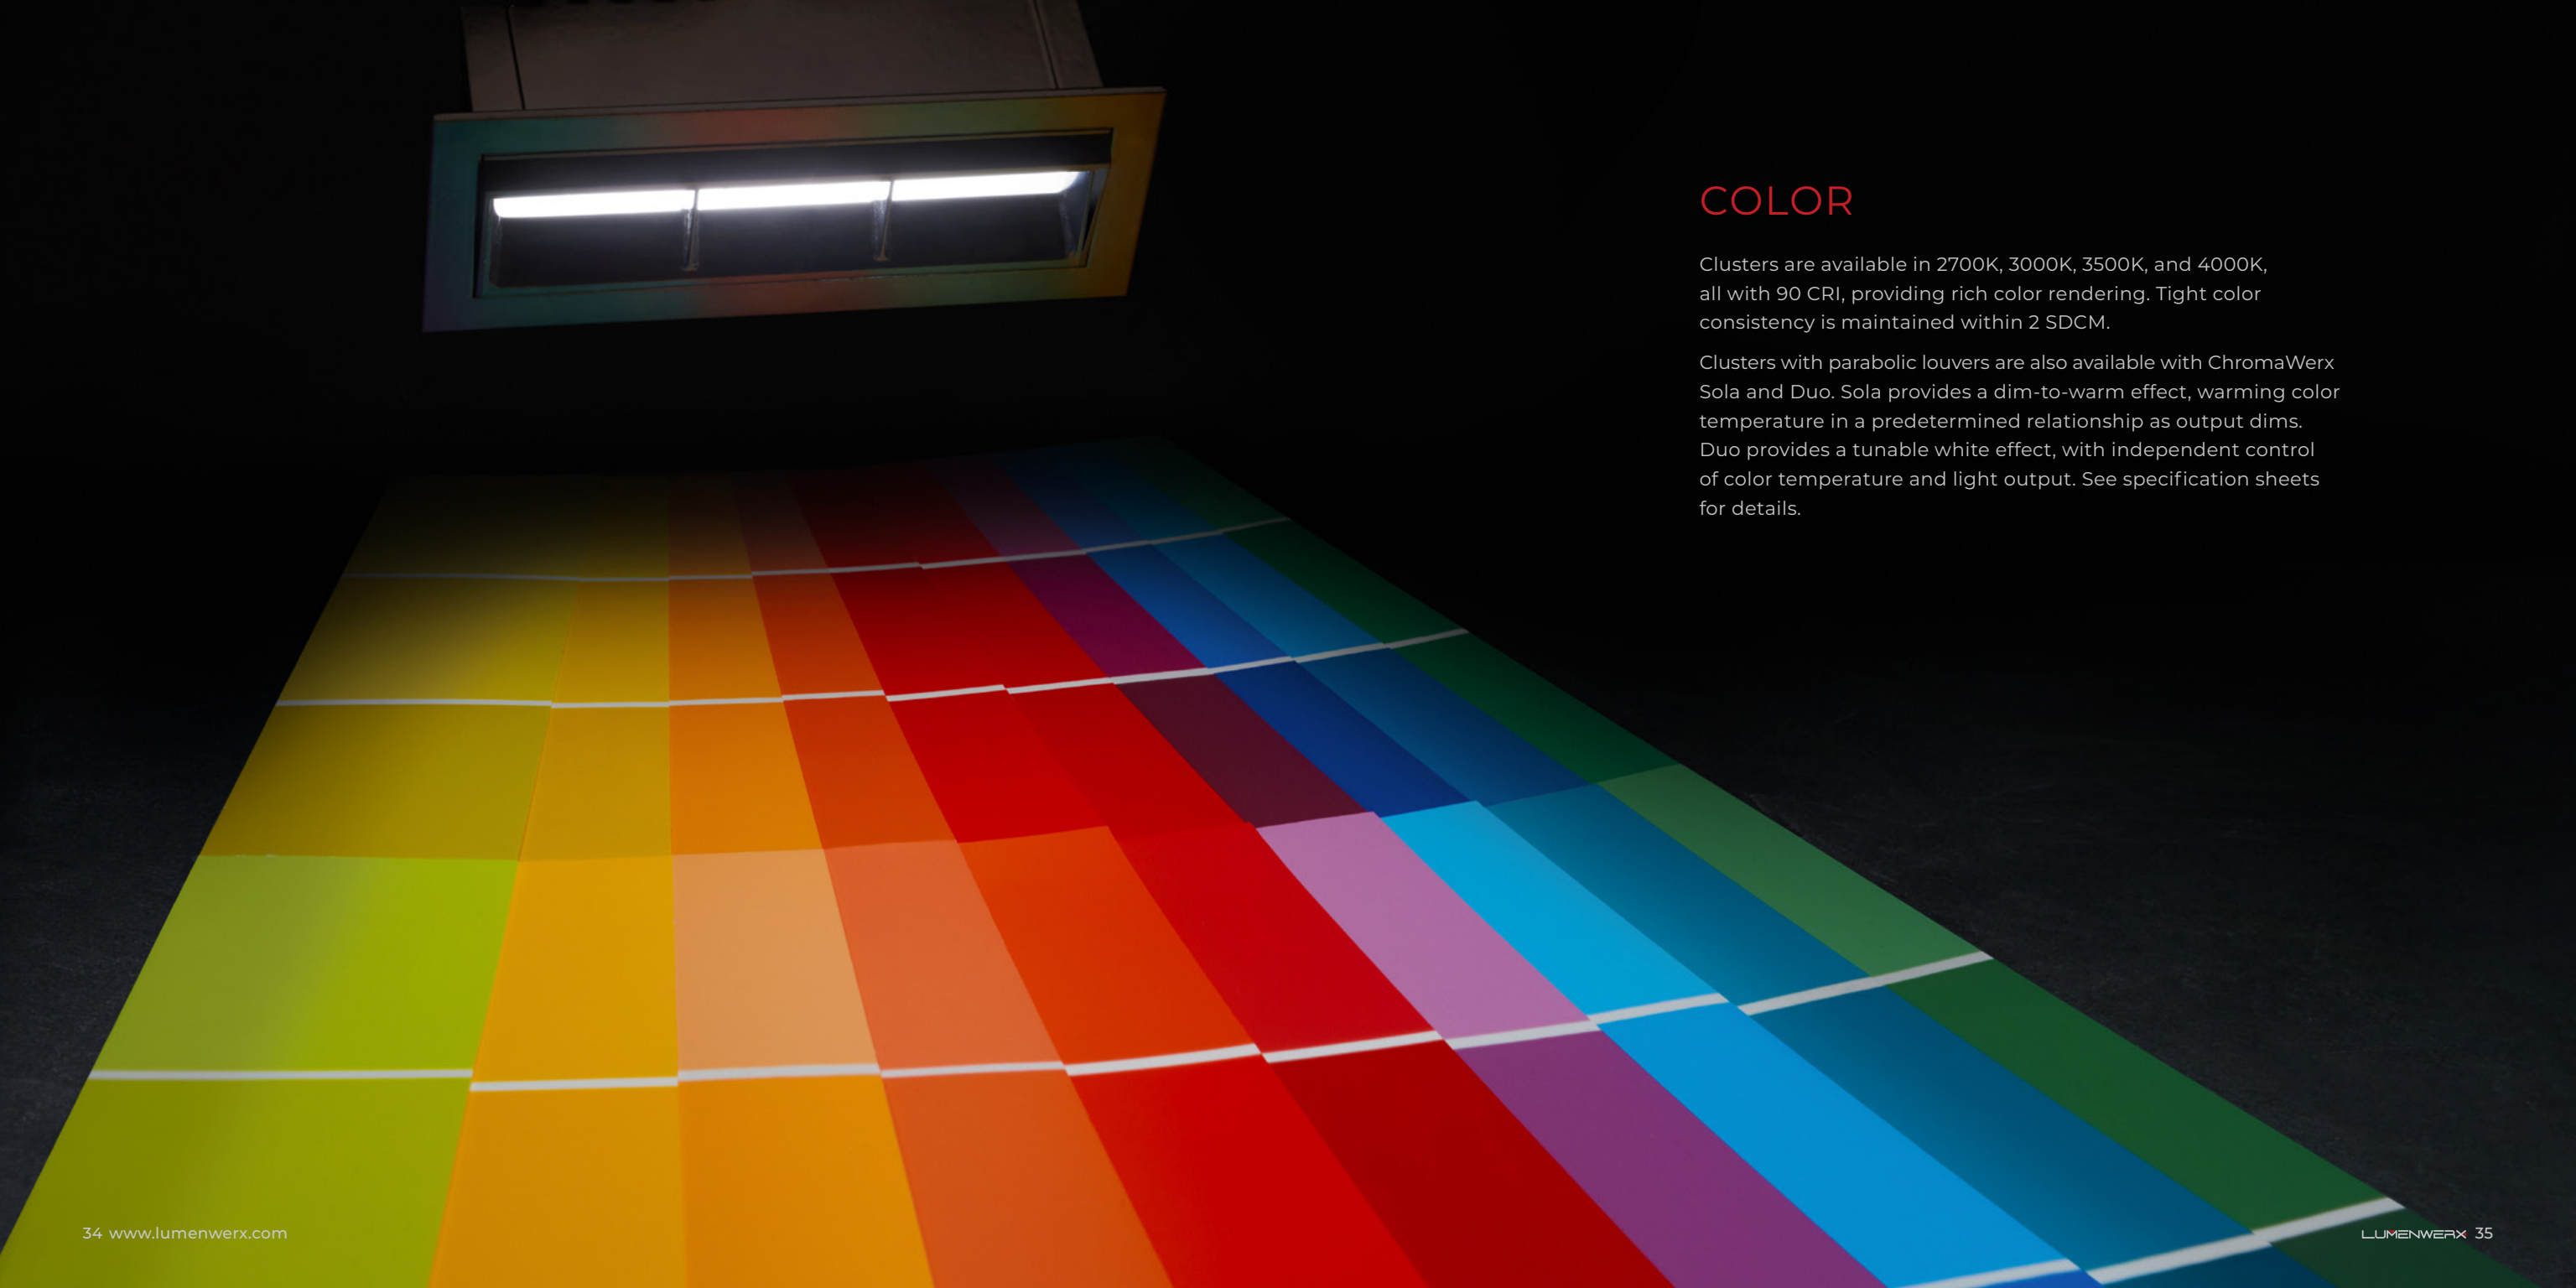 COLOR
Clusters are available in 2700K, 3000K, 3500K, and 4000K,
all with 90 CRI, providing rich color rendering. Tight color
consistency is maintained within 2 SDCM.
Clusters with parabolic louvers are also available with ChromaWerx
Sola and Duo. Sola provides a dim-to-warm effect, warming color
temperature in a predetermined relationship as output dims.
Duo provides a tunable white effect, with independent control
of color temperature and light output. See specification sheets
for details.
34 www.lumenwerx.com
LUMENWERX 35